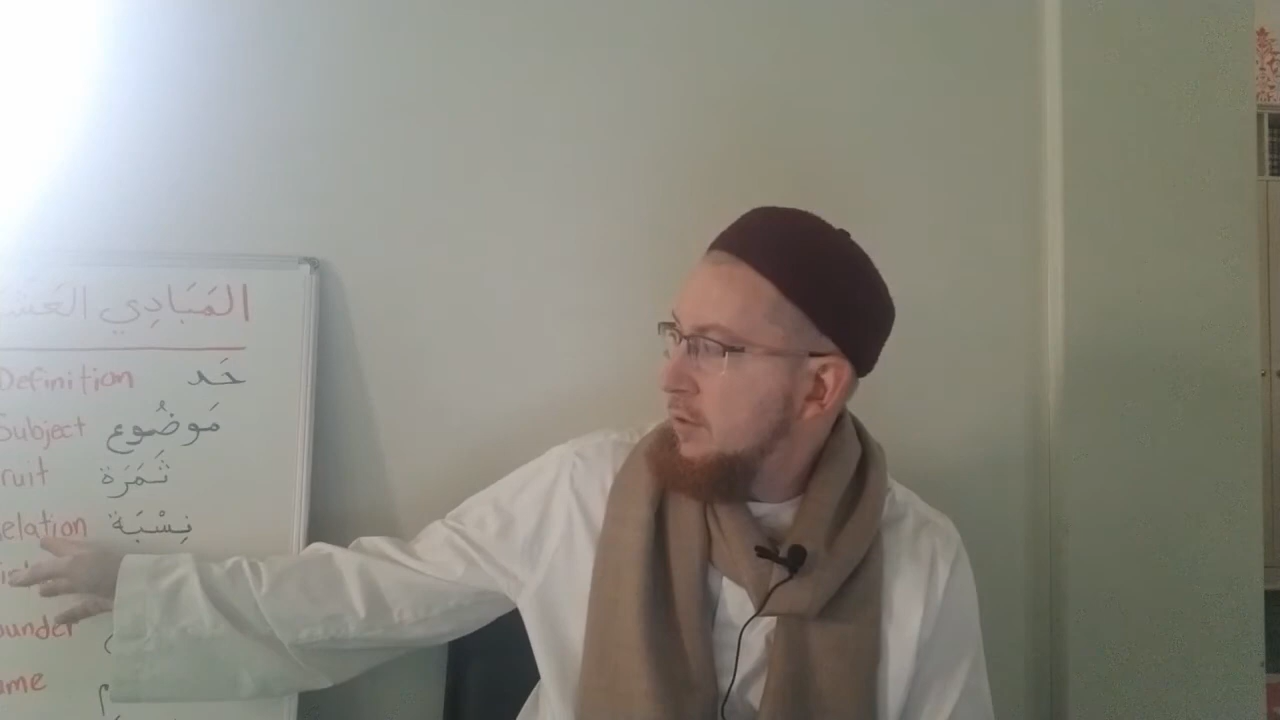 المَبَادِي العَشَ
Definition حَد
Subject مَوضُوع
ruit ثَمَرَة
elation نِسْبَة
ounder
ame م